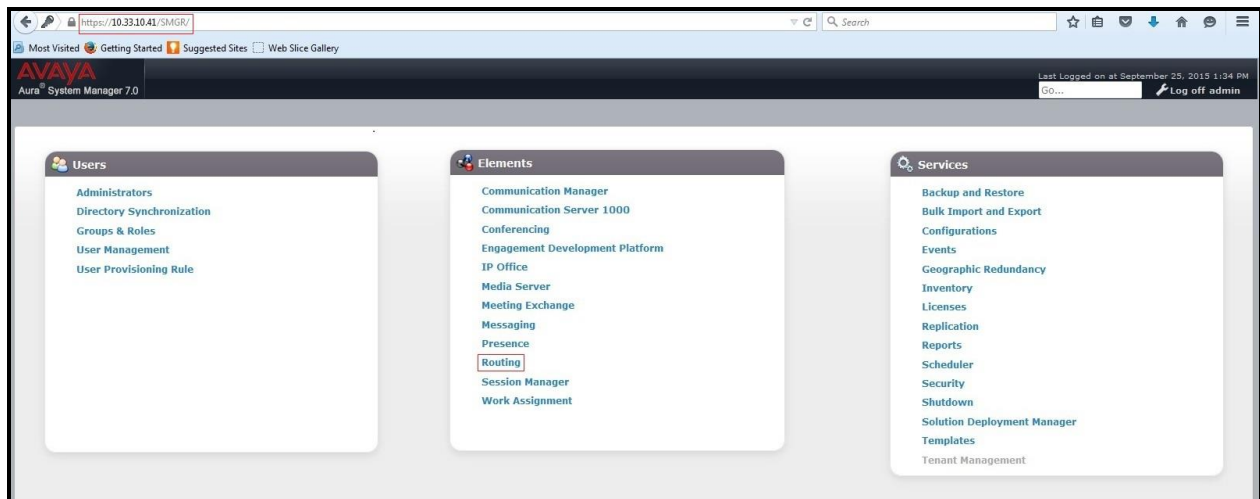 https://10.33.10.41/SMGR/
Search
Most Visited Getting Started Suggested Sites Web Slice Gallery
AVAYA
Aura® System Manager 7.0
Last Logged on at September 25, 2015 1:34 PM
Go...
Log off admin
Users
Administrators
Directory Synchronization
Groups & Roles
User Management
User Provisioning Rule
Elements
Communication Manager
Communication Server 1000
Conferencing
Engagement Development Platform
IP Office
Media Server
Meeting Exchange
Messaging
Presence
Routing
Session Manager
Work Assignment
Services
Backup and Restore
Bulk Import and Export
Configurations
Events
Geographic Redundancy
Inventory
Licenses
Replication
Reports
Scheduler
Security
Shutdown
Solution Deployment Manager
Templates
Tenant Management